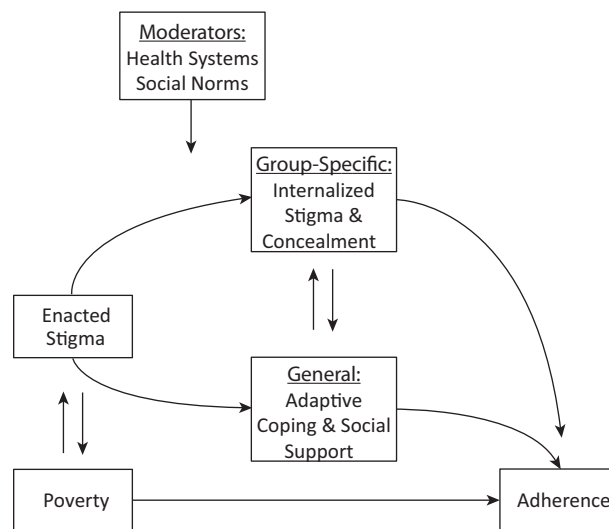 Moderators:
Health Systems
Social Norms
Group-Specific:
Internalized
Stigma &
Concealment
Enacted
Stigma
General:
Adaptive
Coping & Social
Support
Poverty
Adherence